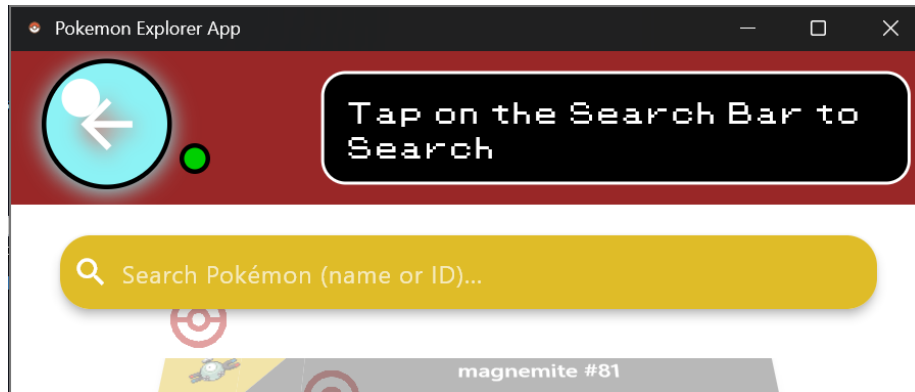 Pokemon Explorer App
Tap on the Search Bar to
Search
Search Pokémon (name or ID)...
magnemite #81